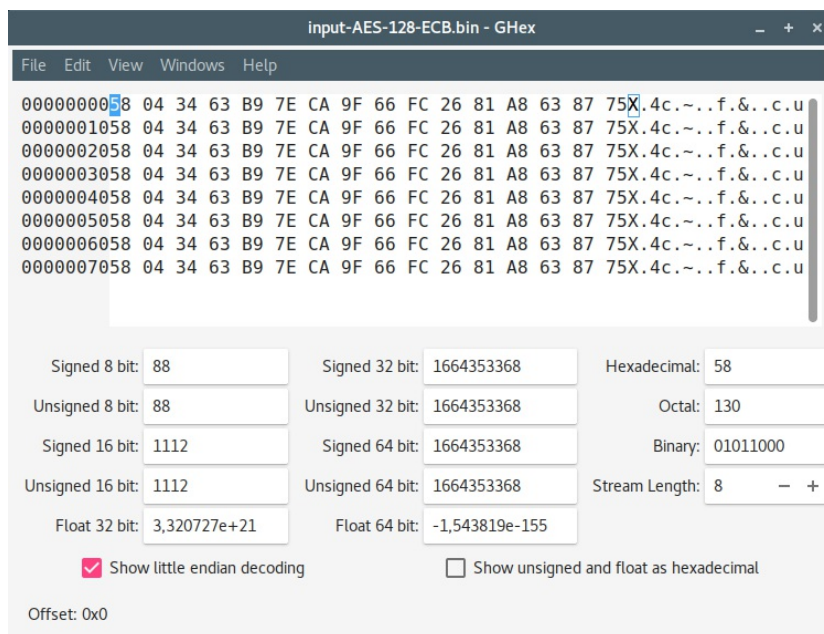 input-AES-128-ECB.bin - GHex
File Edit View Windows Help
0000000058 04 34 63 B9 7E CA 9F 66 FC 26 81 A8 63 87 75X.4c.~..f.&..c.u
0000001058 04 34 63 B9 7E CA 9F 66 FC 26 81 A8 63 87 75X.4c.~..f.&..c.u
0000002058 04 34 63 B9 7E CA 9F 66 FC 26 81 A8 63 87 75X.4c.~..f.&..c.u
0000003058 04 34 63 B9 7E CA 9F 66 FC 26 81 A8 63 87 75X.4c.~..f.&..c.u
0000004058 04 34 63 B9 7E CA 9F 66 FC 26 81 A8 63 87 75X.4c.~..f.&..c.u
0000005058 04 34 63 B9 7E CA 9F 66 FC 26 81 A8 63 87 75X.4c.~..f.&..c.u
0000006058 04 34 63 B9 7E CA 9F 66 FC 26 81 A8 63 87 75X.4c.~..f.&..c.u
0000007058 04 34 63 B9 7E CA 9F 66 FC 26 81 A8 63 87 75X.4c.~..f.&..c.u
Signed 8 bit: 88 Signed 32 bit: 1664353368 Hexadecimal: 58
Unsigned 8 bit: 88 Unsigned 32 bit: 1664353368 Octal: 130
Signed 16 bit: 1112 Signed 64 bit: 1664353368 Binary: 01011000
Unsigned 16 bit: 1112 Unsigned 64 bit: 1664353368 Stream Length: 8 − +
Float 32 bit: 3,320727e+21 Float 64 bit: -1,543819e-155
Show little endian decoding Show unsigned and float as hexadecimal
Offset: 0x0